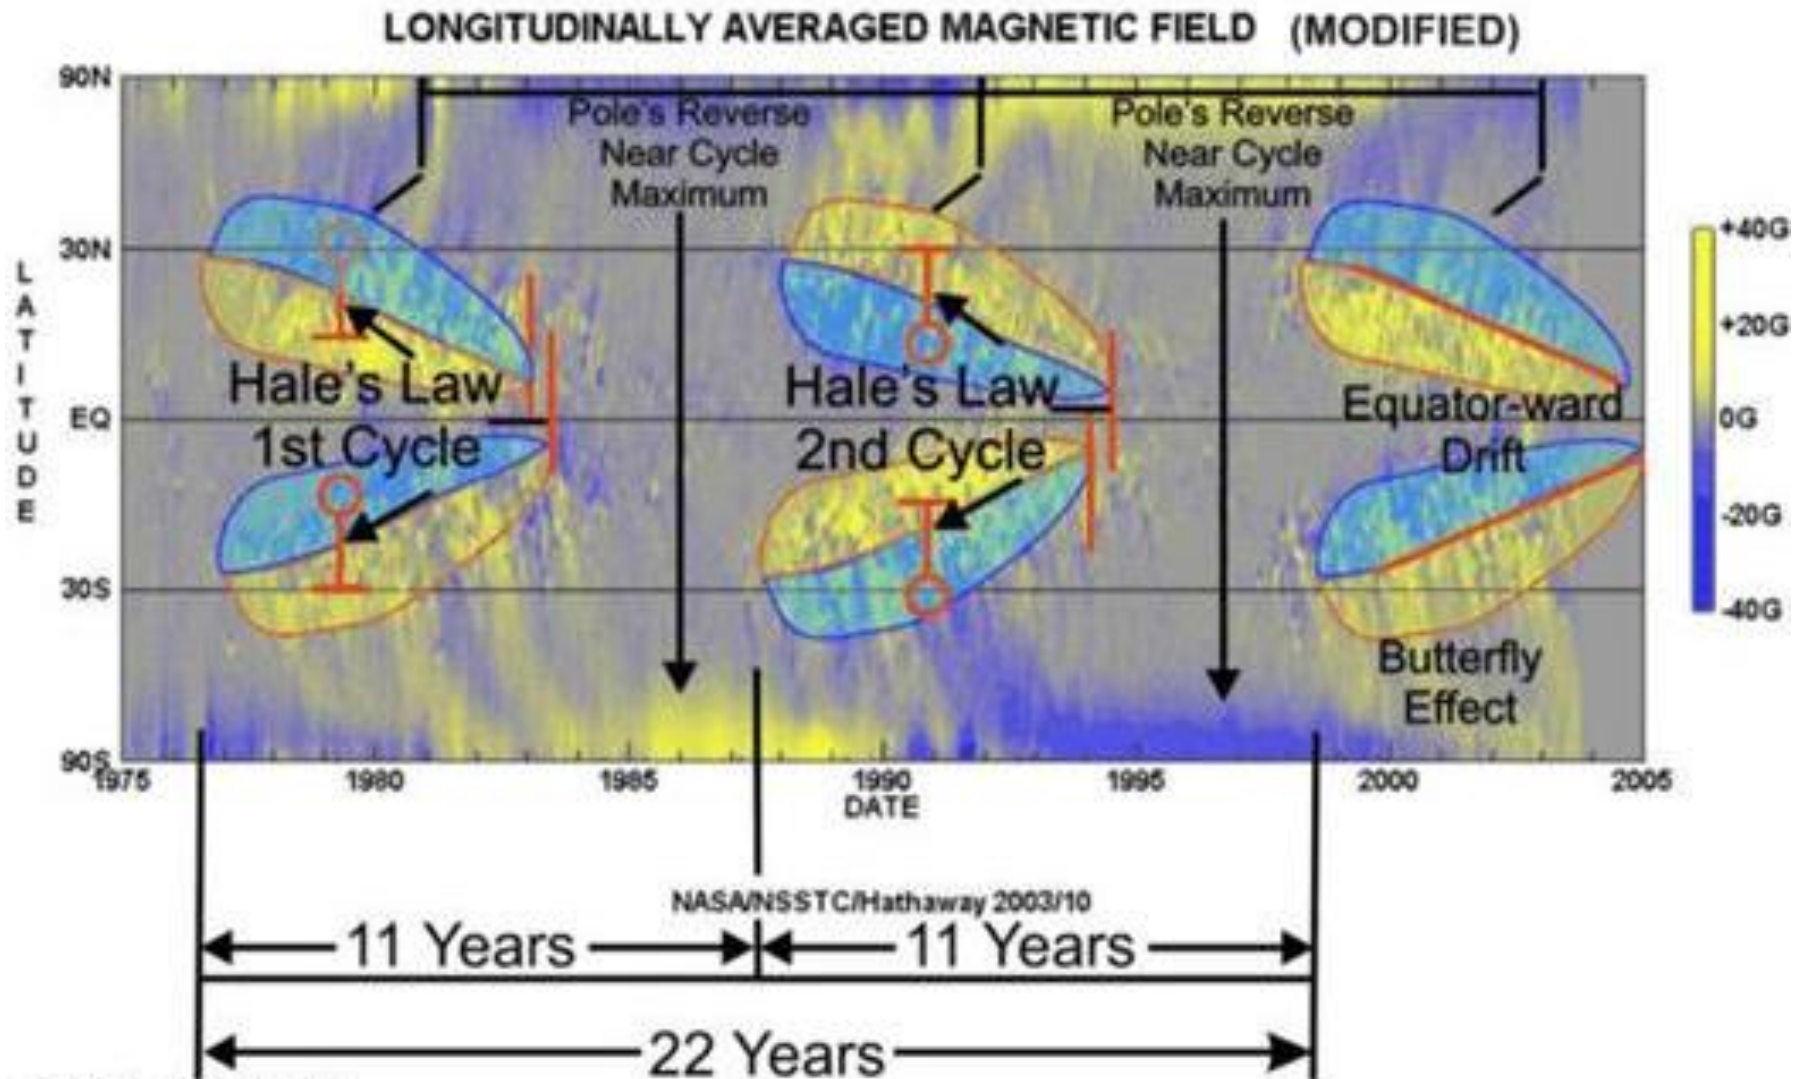 LONGITUDINALLY AVERAGED MAGNETIC FIELD (MODIFIED)
90N
30N
EQ
30S
90S
LATITUDE
Pole's Reverse
Near Cycle
Maximum
Pole's Reverse
Near Cycle
Maximum
Hale's Law
1st Cycle
Hale's Law
2nd Cycle
Equator-ward
Drift
Butterfly
Effect
+40G
+20G
0G
-20G
-40G
1975 1980 1985 1990 1995 2000 2005
DATE
NASA/NSSTC/Hathaway 2003/10
11 Years 11 Years
22 Years